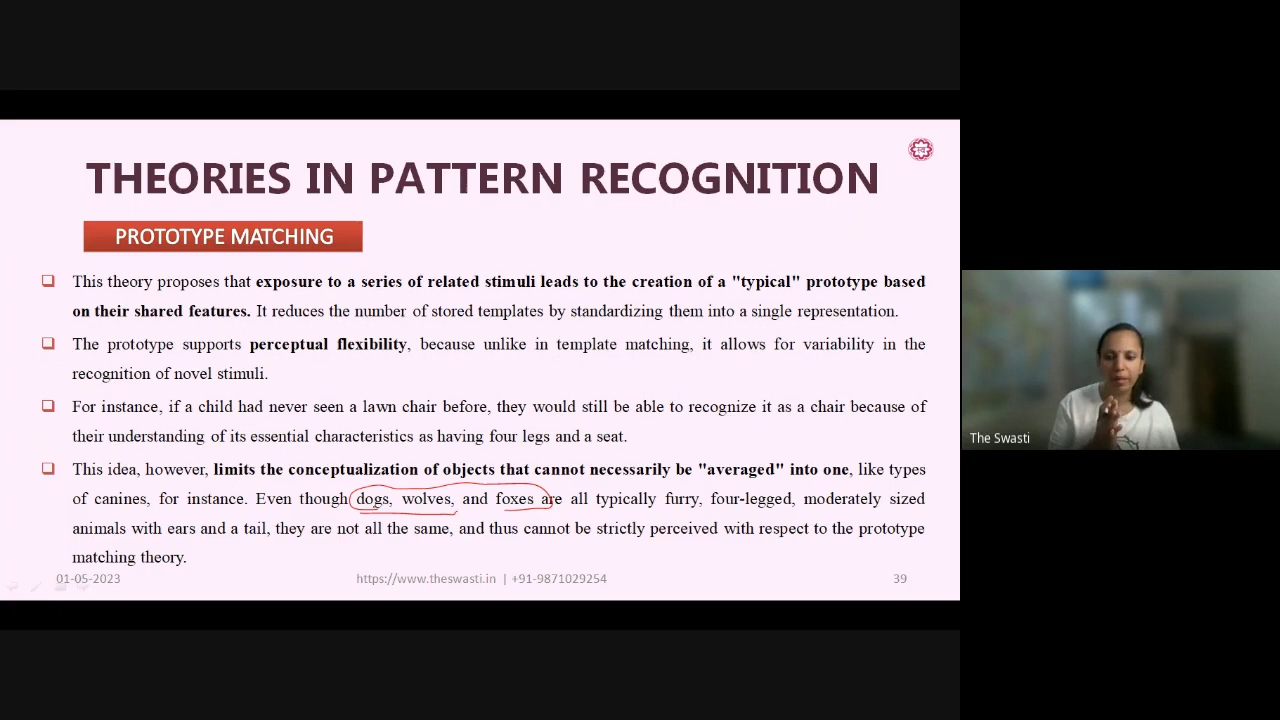 THEORIES IN PATTERN RECOGNITION
PROTOTYPE MATCHING
This theory proposes that exposure to a series of related stimuli leads to the creation of a "typical" prototype based
on their shared features. It reduces the number of stored templates by standardizing them into a single representation.
The prototype supports perceptual flexibility, because unlike in template matching, it allows for variability in the
recognition of novel stimuli.
For instance, if a child had never seen a lawn chair before, they would still be able to recognize it as a chair because of
their understanding of its essential characteristics as having four legs and a seat.
This idea, however, limits the conceptualization of objects that cannot necessarily be "averaged" into one, like types
of canines, for instance. Even though dogs, wolves, and foxes are all typically furry, four-legged, moderately sized
animals with ears and a tail, they are not all the same, and thus cannot be strictly perceived with respect to the prototype
matching theory.
01-05-2023 https://www.theswasti.in | +91-9871029254 39
The Swasti